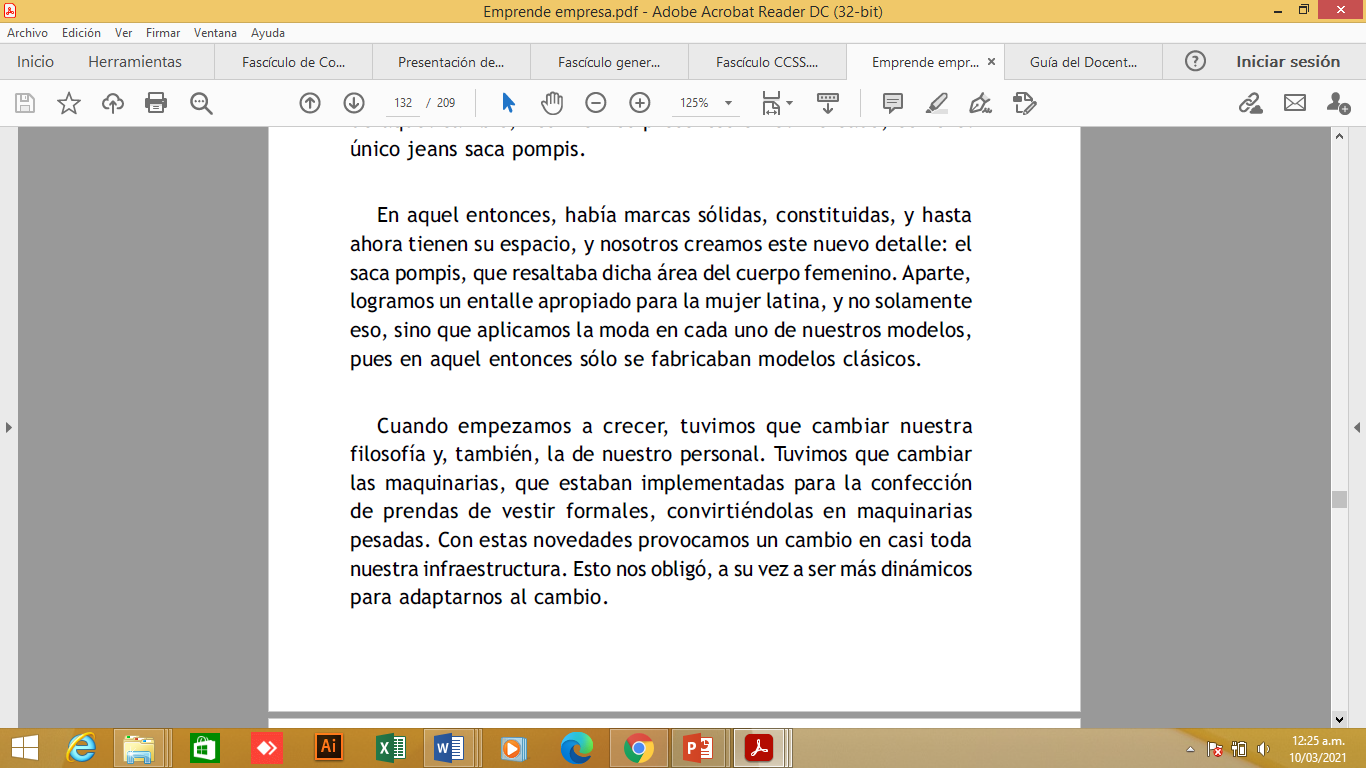 Emprende empresa.pdf - Adobe Acrobat Reader DC (32-bit)
Archivo Edición Ver Firmar Ventana Ayuda
Inicio Herramientas Fascículo de Co... Presentación de... Fascículo gener... Fascículo CCSS.... Emprende empr... Guía del Docent... Iniciar sesión
132 / 209 125%
único jeans saca pompis.
En aquel entonces, había marcas sólidas, constituidas, y hasta
ahora tienen su espacio, y nosotros creamos este nuevo detalle: el
saca pompis, que resaltaba dicha área del cuerpo femenino. Aparte,
logramos un entalle apropiado para la mujer latina, y no solamente
eso, sino que aplicamos la moda en cada uno de nuestros modelos,
pues en aquel entonces sólo se fabricaban modelos clásicos.
Cuando empezamos a crecer, tuvimos que cambiar nuestra
filosofía y, también, la de nuestro personal. Tuvimos que cambiar
las maquinarias, que estaban implementadas para la confección
de prendas de vestir formales, convirtiéndolas en maquinarias
pesadas. Con estas novedades provocamos un cambio en casi toda
nuestra infraestructura. Esto nos obligó, a su vez a ser más dinámicos
para adaptarnos al cambio.
12:25 a.m.
10/03/2021